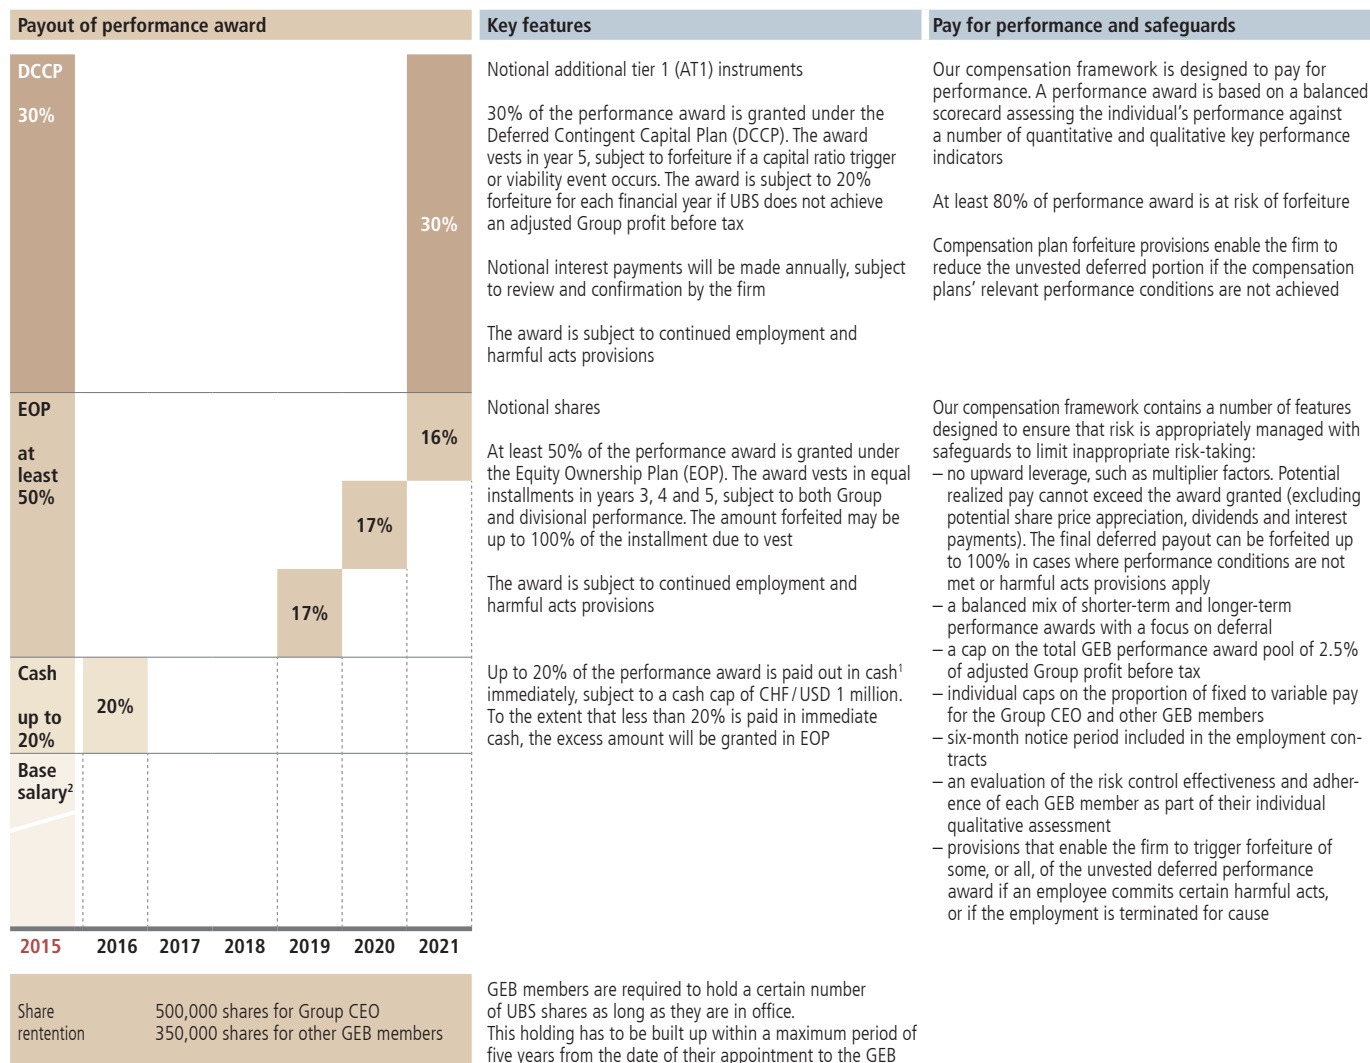 Payout of performance award
DCCP
30%
30%
EOP
at
least
50%
16%
17%
17%
Cash
up to
20%
20%
Base
salary2
2015 2016 2017 2018 2019 2020 2021
Share 500,000 shares for Group CEO
rentention 350,000 shares for other GEB members
Key features
Notional additional tier 1 (AT1) instruments
30% of the performance award is granted under the
Deferred Contingent Capital Plan (DCCP). The award
vests in year 5, subject to forfeiture if a capital ratio trigger
or viability event occurs. The award is subject to 20%
forfeiture for each financial year if UBS does not achieve
an adjusted Group profit before tax
Notional interest payments will be made annually, subject
to review and confirmation by the firm
The award is subject to continued employment and
harmful acts provisions
Notional shares
At least 50% of the performance award is granted under
the Equity Ownership Plan (EOP). The award vests in equal
installments in years 3, 4 and 5, subject to both Group
and divisional performance. The amount forfeited may be
up to 100% of the installment due to vest
The award is subject to continued employment and
harmful acts provisions
Up to 20% of the performance award is paid out in cash1
immediately, subject to a cash cap of CHF / USD 1 million.
To the extent that less than 20% is paid in immediate
cash, the excess amount will be granted in EOP
GEB members are required to hold a certain number
of UBS shares as long as they are in office.
This holding has to be built up within a maximum period of
five years from the date of their appointment to the GEB
Pay for performance and safeguards
Our compensation framework is designed to pay for
performance. A performance award is based on a balanced
scorecard assessing the individual's performance against
a number of quantitative and qualitative key performance
indicators
At least 80% of performance award is at risk of forfeiture
Compensation plan forfeiture provisions enable the firm to
reduce the unvested deferred portion if the compensation
plans' relevant performance conditions are not achieved
Our compensation framework contains a number of features
designed to ensure that risk is appropriately managed with
safeguards to limit inappropriate risk-taking:
– no upward leverage, such as multiplier factors. Potential
realized pay cannot exceed the award granted (excluding
potential share price appreciation, dividends and interest
payments). The final deferred payout can be forfeited up
to 100% in cases where performance conditions are not
met or harmful acts provisions apply
– a balanced mix of shorter-term and longer-term
performance awards with a focus on deferral
– a cap on the total GEB performance award pool of 2.5%
of adjusted Group profit before tax
– individual caps on the proportion of fixed to variable pay
for the Group CEO and other GEB members
– six-month notice period included in the employment con-
tracts
– an evaluation of the risk control effectiveness and adher-
ence of each GEB member as part of their individual
qualitative assessment
– provisions that enable the firm to trigger forfeiture of
some, or all, of the unvested deferred performance
award if an employee commits certain harmful acts,
or if the employment is terminated for cause